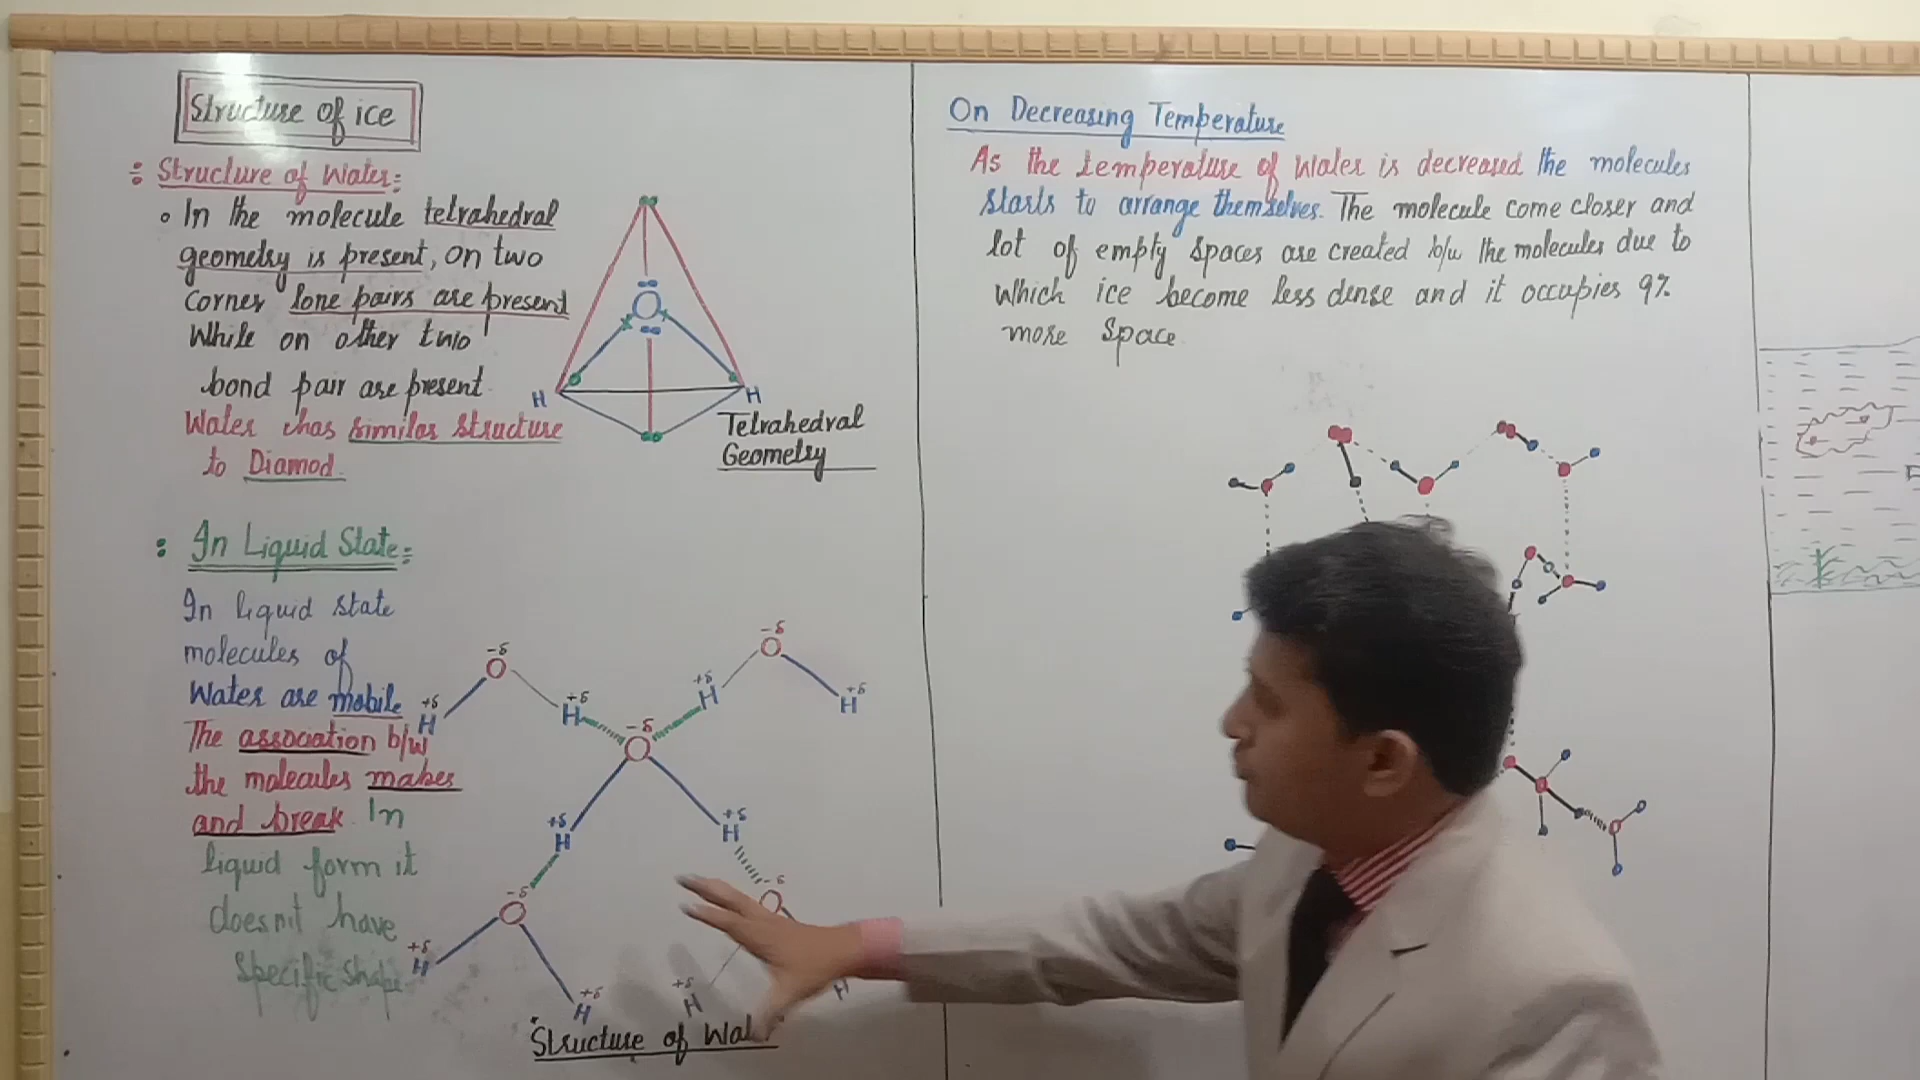 Structure of ice
: Structure of Water:
• In the molecule tetrahedral
geometry is present, on two
corner lone pairs are present
While on other two
bond pair are present.
Water has similar structure
to Diamod.
H
H
Tetrahedral
Geometry
: In Liquid State:
In liquid state
molecules of
Water are mobile
The association b/w
the molecules makes
and break. In
liquid form it
doesn't have
specific shape.
-δ
O
+δ
H
+δ
H
-δ
O
+δ
H
+δ
H
-δ
O
+δ
H
+δ
H
-δ
O
+δ
H
+δ
H
-δ
O
+δ
H
H
"Structure of Wat
On Decreasing Temperature
As the temperature of Water is decreased the molecules
starts to arrange themselves. The molecule come closer and
lot of empty spaces are created b/w the molecules due to
Which ice become less dense and it occupies 9%
more space